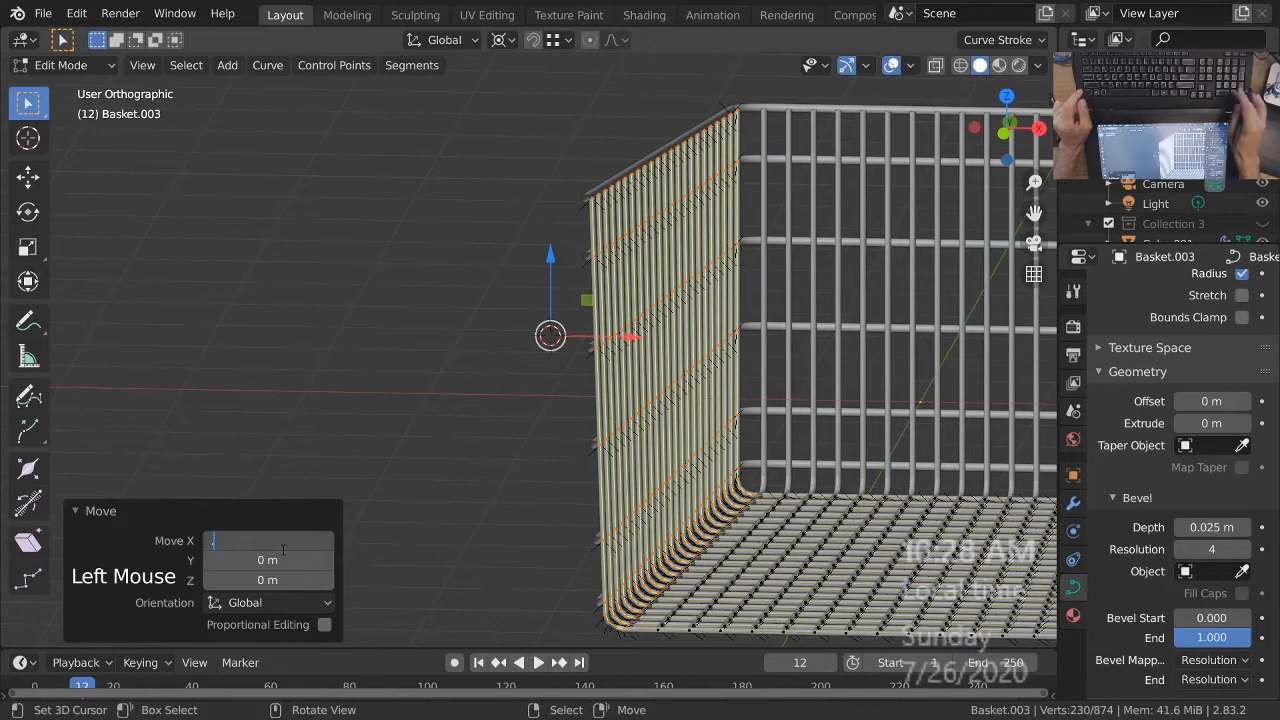 File Edit Render Window Help Layout Modeling Sculpting UV Editing Texture Paint Shading Animation Rendering Compos Scene View Layer
Global Curve Stroke
Edit Mode View Select Add Curve Control Points Segments
User Orthographic
(12) Basket.003
Z
Y
X
Camera
Light
Collection 3
Basket.003 Baske
Radius
Stretch
Bounds Clamp
Texture Space
Geometry
Offset 0 m
Extrude 0 m
Taper Object
Map Taper
Bevel
Depth 0.025 m
Resolution 4
Object
Fill Caps
Bevel Start 0.000
End 1.000
Bevel Mapp... Resolution
End Resolution
Move
Move X .
Y 0 m
Z 0 m
Orientation Global
Proportional Editing
Left Mouse
10:28 AM
Local time
Sunday
7/26/2020
Playback Keying View Marker 12 Start 1 End 250
0 12 20 40 60 80 100 120 140 160 180 200 220 240
Set 3D Cursor Box Select Rotate View Select Move Basket.003 | Verts:230/874 | Mem: 41.6 MiB | 2.83.2